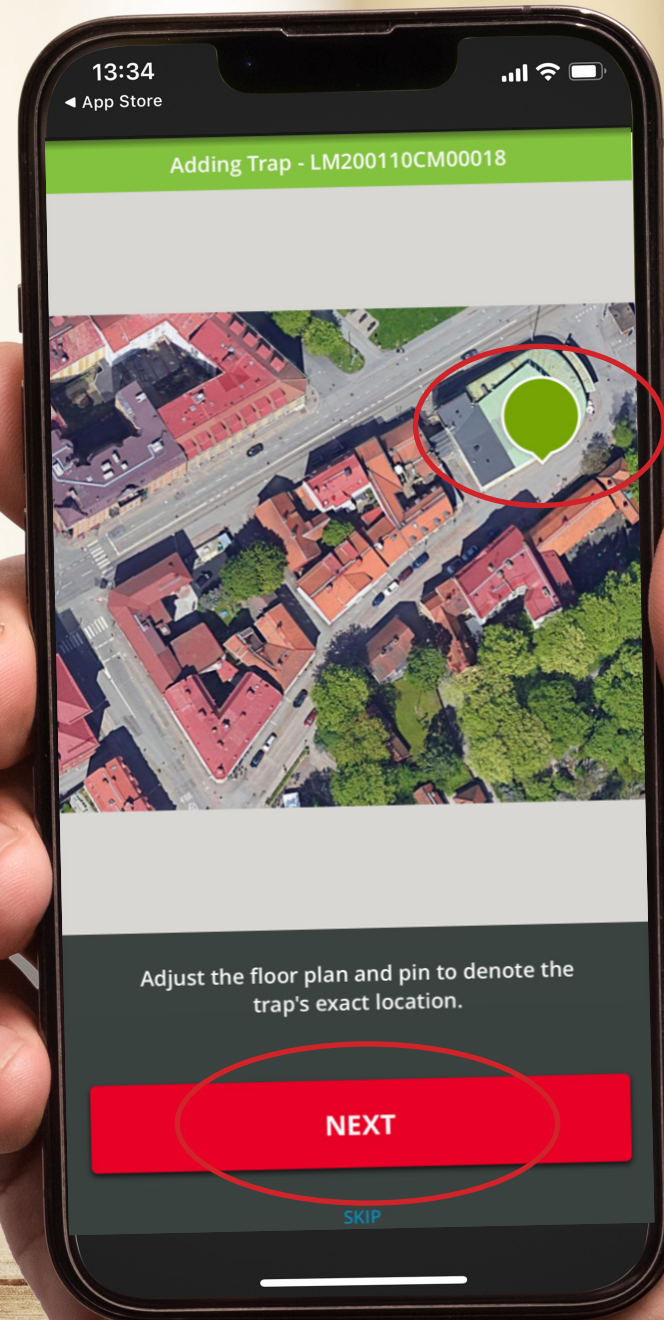 13:34
◀ App Store
Adding Trap - LM200110CM00018
Adjust the floor plan and pin to denote the
trap's exact location.
NEXT
SKIP